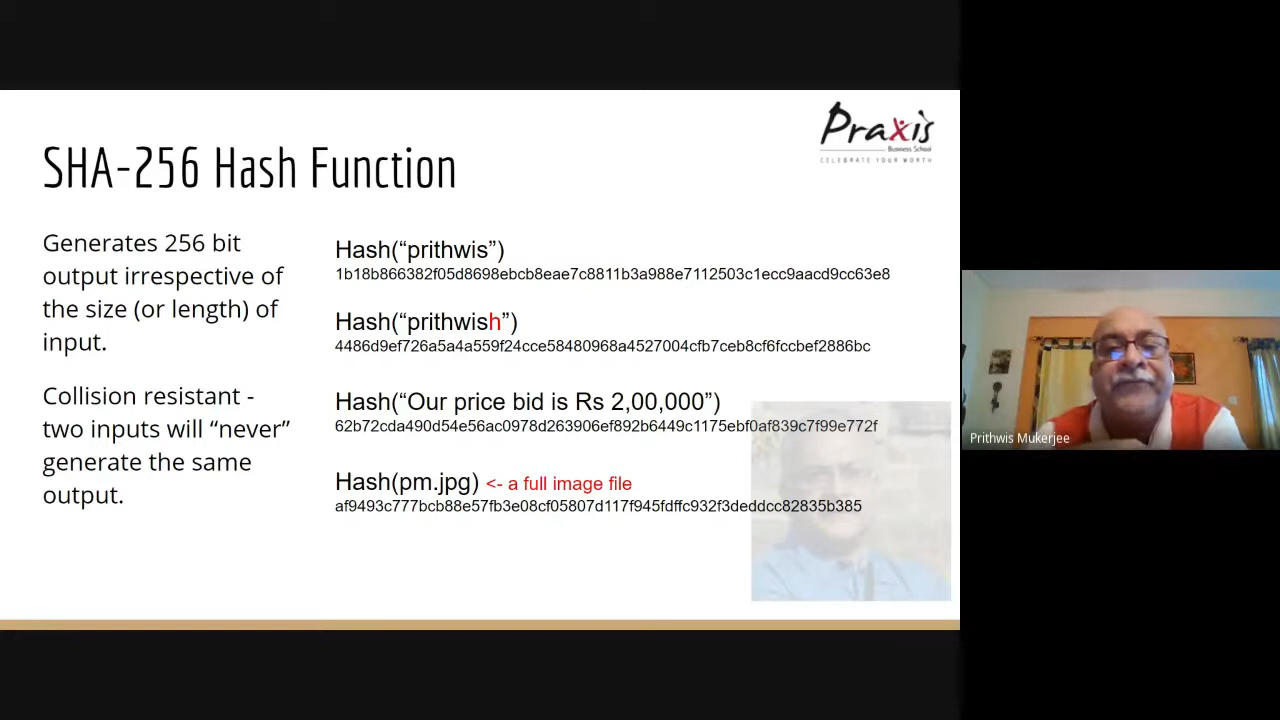 Praxis
Business School
CELEBRATE YOUR WORTH
SHA-256 Hash Function
Generates 256 bit
output irrespective of
the size (or length) of
input.
Collision resistant -
two inputs will “never”
generate the same
output.
Hash(“prithwis”)
1b18b866382f05d8698ebcb8eae7c8811b3a988e7112503c1ecc9aacd9cc63e8
Hash(“prithwish”)
4486d9ef726a5a4a559f24cce58480968a4527004cfb7ceb8cf6fccbef2886bc
Hash(“Our price bid is Rs 2,00,000”)
62b72cda490d54e56ac0978d263906ef892b6449c1175ebf0af839c7f99e772f
Hash(pm.jpg) <- a full image file
af9493c777bcb88e57fb3e08cf05807d117f945fdffc932f3deddcc82835b385
Prithwis Mukerjee